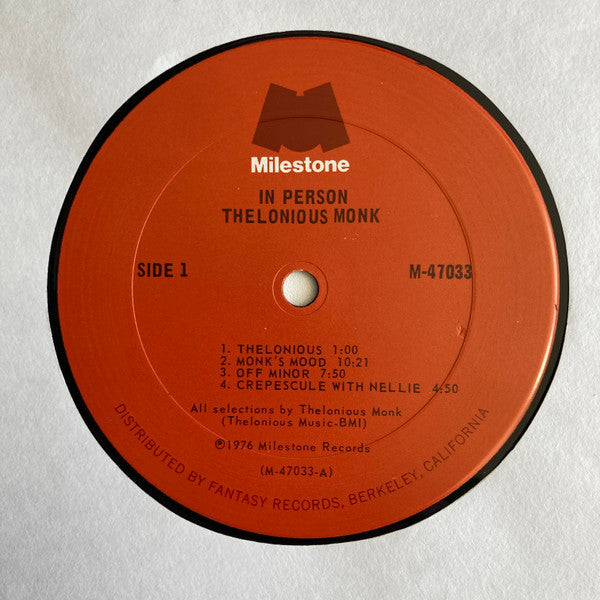 Milestone
IN PERSON
THELONIOUS MONK
SIDE 1
M-47033
1. THELONIOUS 1:00
2. MONK'S MOOD 10:21
3. OFF MINOR 7:50
4. CREPESCULE WITH NELLIE 4:50
All selections by Thelonious Monk
(Thelonious Music-BMI)
℗1976 Milestone Records
(M-47033-A)
DISTRIBUTED BY FANTASY RECORDS, BERKELEY, CALIFORNIA